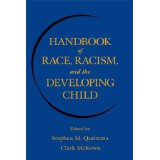 HANDBOOK
of
RACE, RACISM,
and the
DEVELOPING
CHILD
Edited by
Stephen M. Quintana
Clark McKown